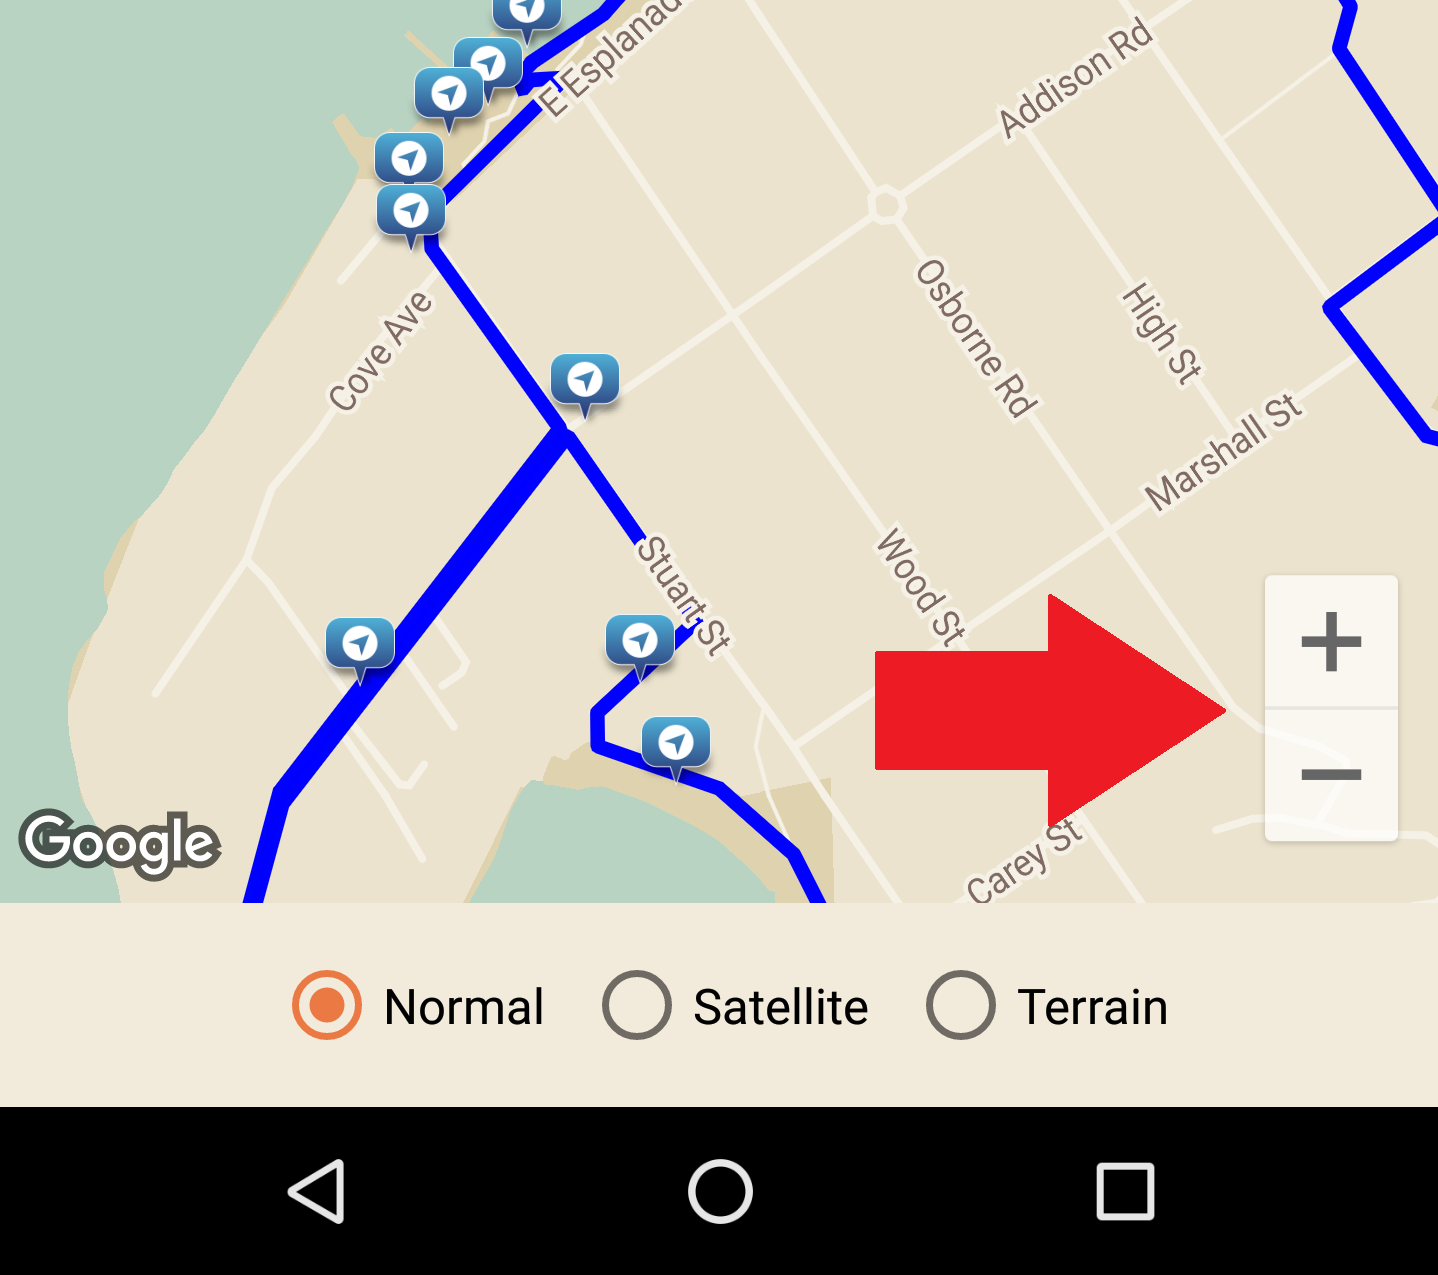 E Esplanad
Addison Rd
Cove Ave
Osborne Rd
High St
Marshall St
Stuart St
Wood St
Carey St
Google
Normal
Satellite
Terrain